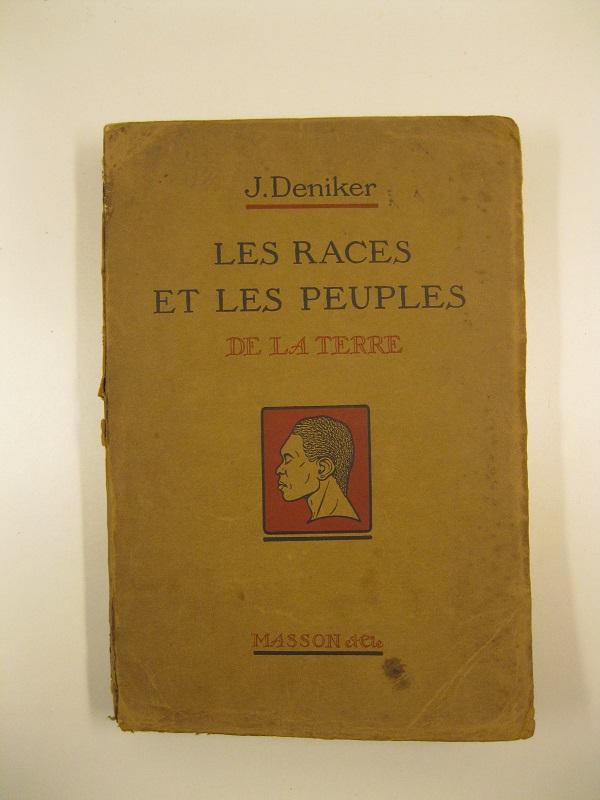 J. Deniker
LES RACES
ET LES PEUPLES
DE LA TERRE
MASSON et Cie